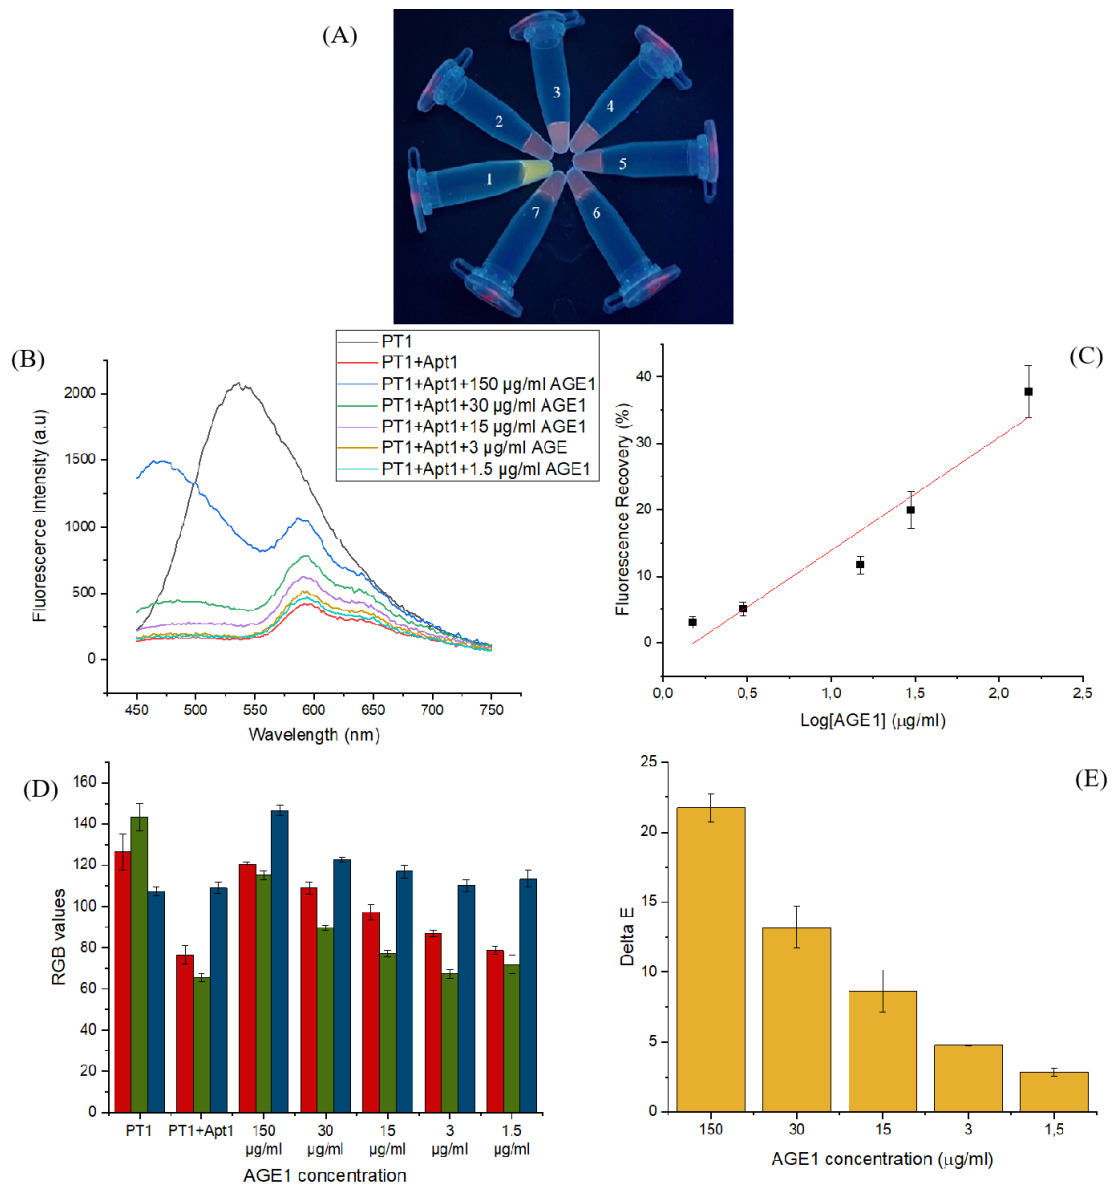 (A)
3
4
2
5
1
7
6
(B)
PT1
PT1+Apt1
PT1+Apt1+150 µg/ml AGE1
PT1+Apt1+30 µg/ml AGE1
PT1+Apt1+15 µg/ml AGE1
PT1+Apt1+3 µg/ml AGE
PT1+Apt1+1.5 µg/ml AGE1
2000
1500
1000
500
0
Fluorescence Intensity (a.u)
450 500 550 600 650 700 750
Wavelength (nm)
(C)
40
30
20
10
0
Fluorescence Recovery (%)
0,0 0,5 1,0 1,5 2,0 2,5
Log[AGE1] (µg/ml)
(D)
160
140
120
100
80
60
40
20
0
RGB values
PT1 PT1+Apt1 150 30 15 3 1.5
µg/ml µg/ml µg/ml µg/ml µg/ml
AGE1 concentration
(E)
25
20
15
10
5
0
Delta E
150 30 15 3 1,5
AGE1 concentration (µg/ml)